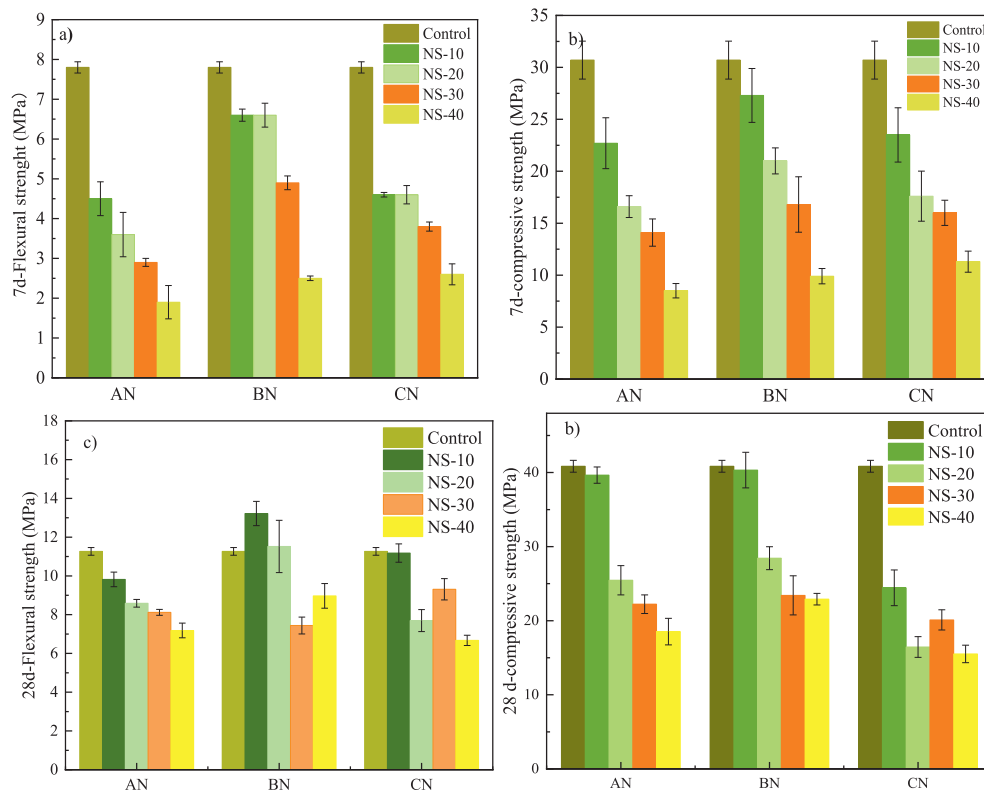 a)
Control
NS-10
NS-20
NS-30
NS-40
7d-Flexural strenght (MPa)
9
8
7
6
5
4
3
2
1
0
AN BN CN
b)
Control
NS-10
NS-20
NS-30
NS-40
7d-compressive strength (MPa)
35
30
25
20
15
10
5
0
AN BN CN
c)
Control
NS-10
NS-20
NS-30
NS-40
28d-Flexural strength (MPa)
18
16
14
12
10
8
6
4
2
0
AN BN CN
b)
Control
NS-10
NS-20
NS-30
NS-40
28 d-compressive strength (MPa)
40
30
20
10
0
AN BN CN